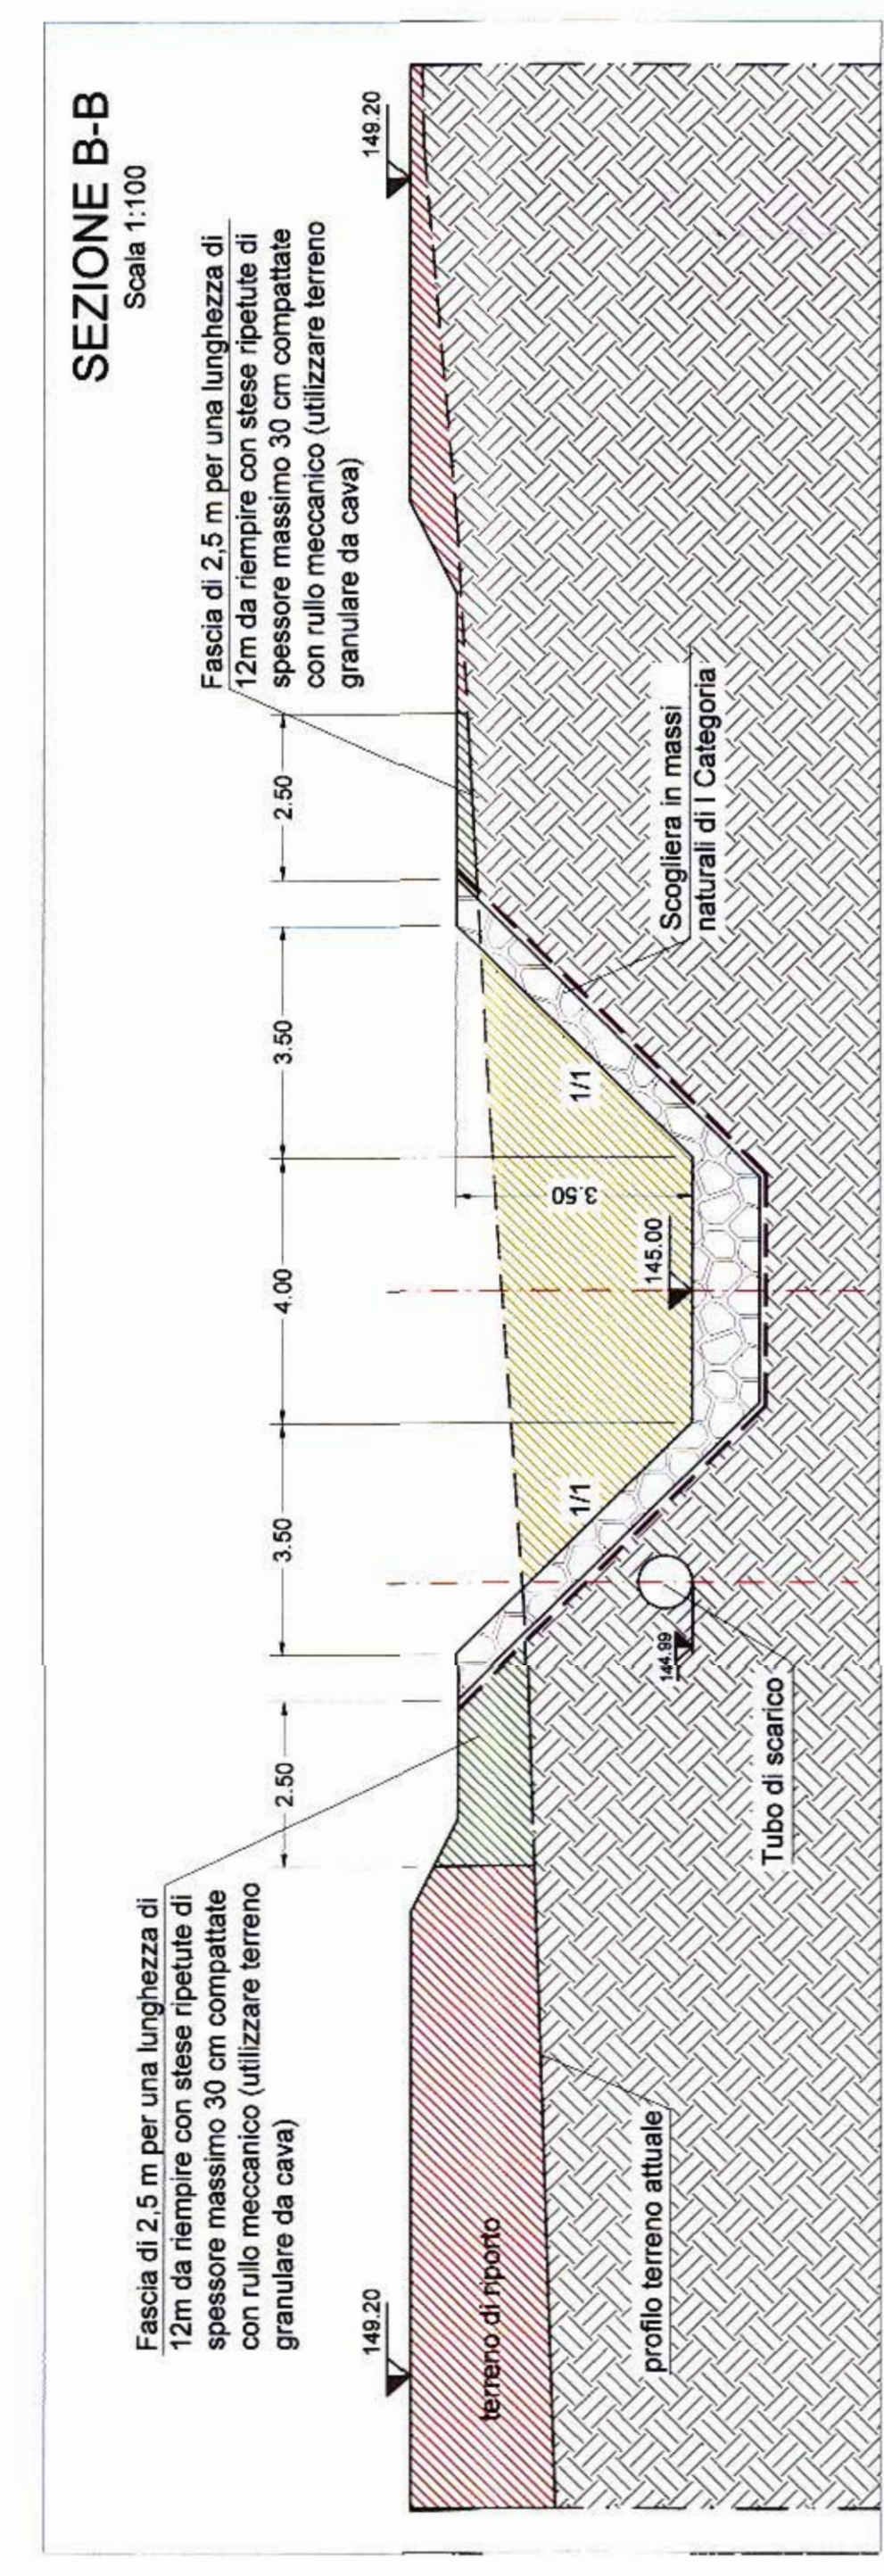 SEZIONE B-B
Scala 1:100
Fascia di 2,5 m per una lunghezza di
12m da riempire con stese ripetute di
spessore massimo 30 cm compattate
con rullo meccanico (utilizzare terreno
granulare da cava)
Fascia di 2,5 m per una lunghezza di
12m da riempire con stese ripetute di
spessore massimo 30 cm compattate
con rullo meccanico (utilizzare terreno
granulare da cava)
2.50
3.50
4.00
3.50
2.50
149.20
149.20
terreno di riporto
1/1
3.50
1/1
145.00
144.99
profilo terreno attuale
Tubo di scarico
Scogliera in massi
naturali di I Categoria